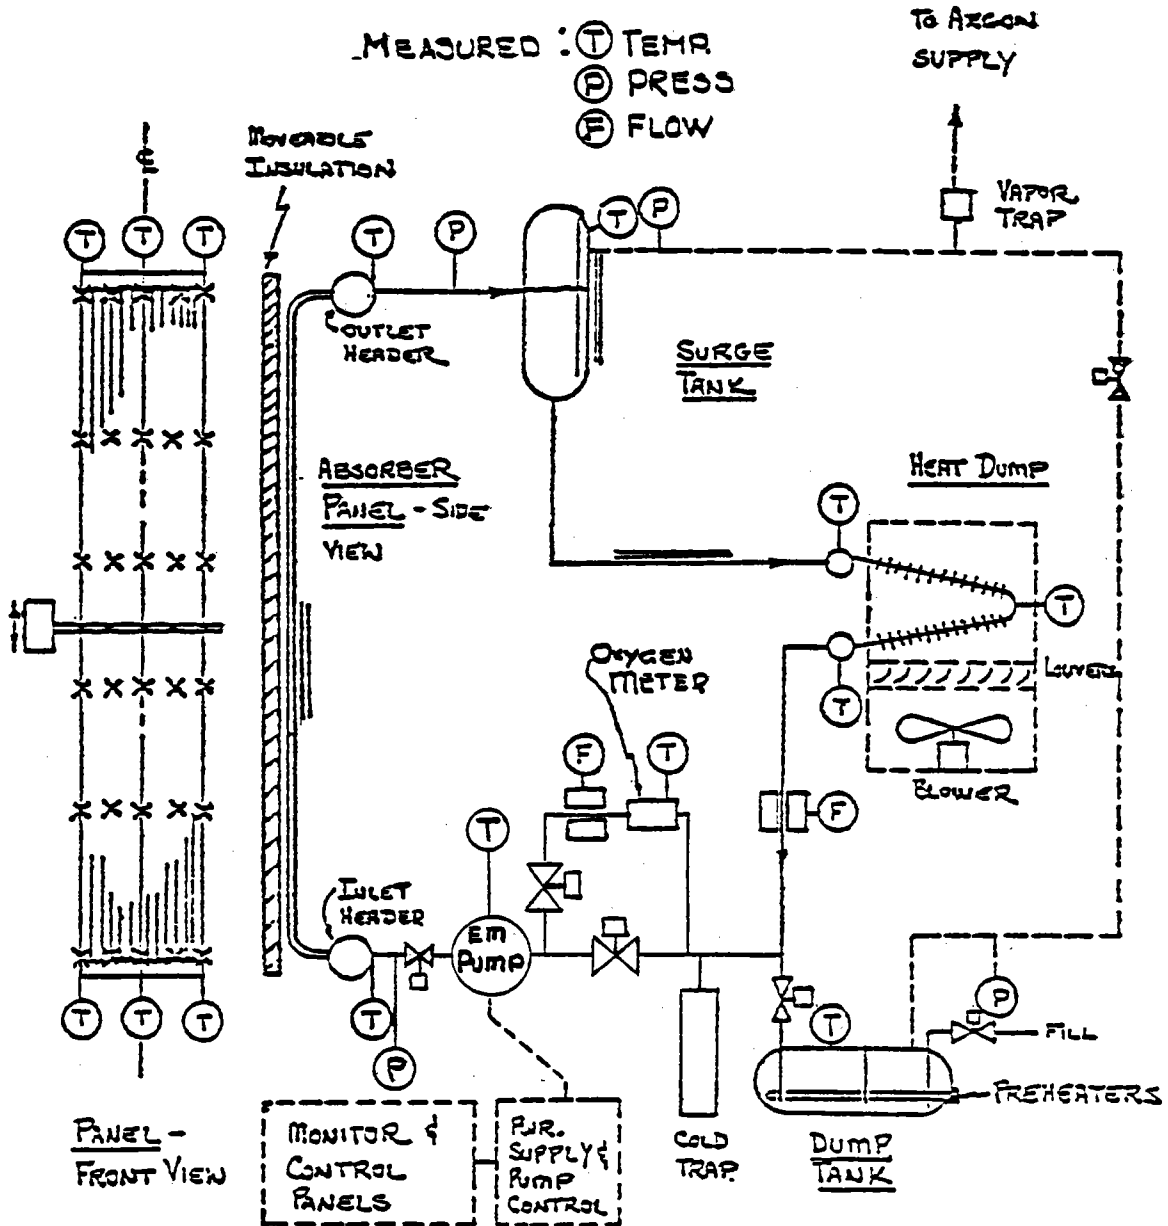 MEASURED : T TEMP.
P PRESS
F FLOW
TO ARGON
SUPPLY
MOVEABLE
INSULATION
VAPOR
TRAP
T T T
T
P
T
P
OUTLET
HEADER
SURGE
TANK
ABSORBER
PANEL - SIDE
VIEW
HEAT DUMP
T
T
T
LOUVERS
BLOWER
OXYGEN
METER
F
T
F
T
INLET
HEADER
EM
PUMP
T
P
T T T
T
P
FILL
PREHEATERS
DUMP
TANK
COLD
TRAP.
PANEL -
FRONT VIEW
MONITOR &
CONTROL
PANELS
PWR.
SUPPLY &
PUMP
CONTROL